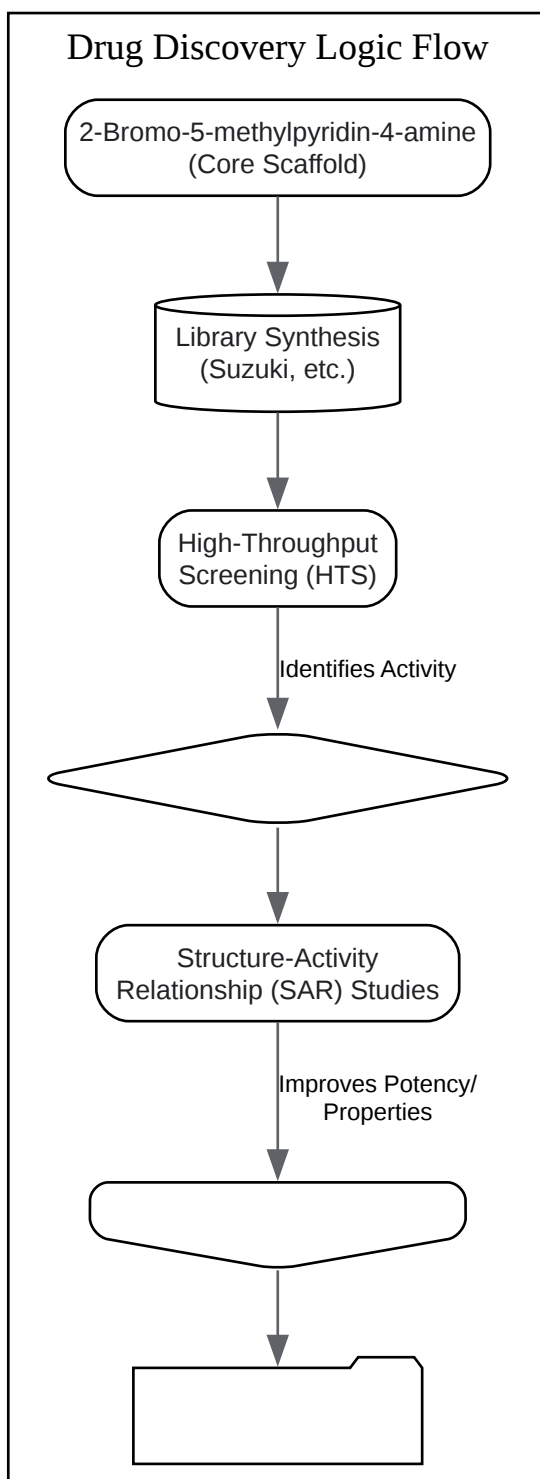 Drug Discovery Logic Flow
2-Bromo-5-methylpyridin-4-amine
(Core Scaffold)
Library Synthesis
(Suzuki, etc.)
High-Throughput
Screening (HTS)
Identifies Activity
Structure-Activity
Relationship (SAR) Studies
Improves Potency/
Properties